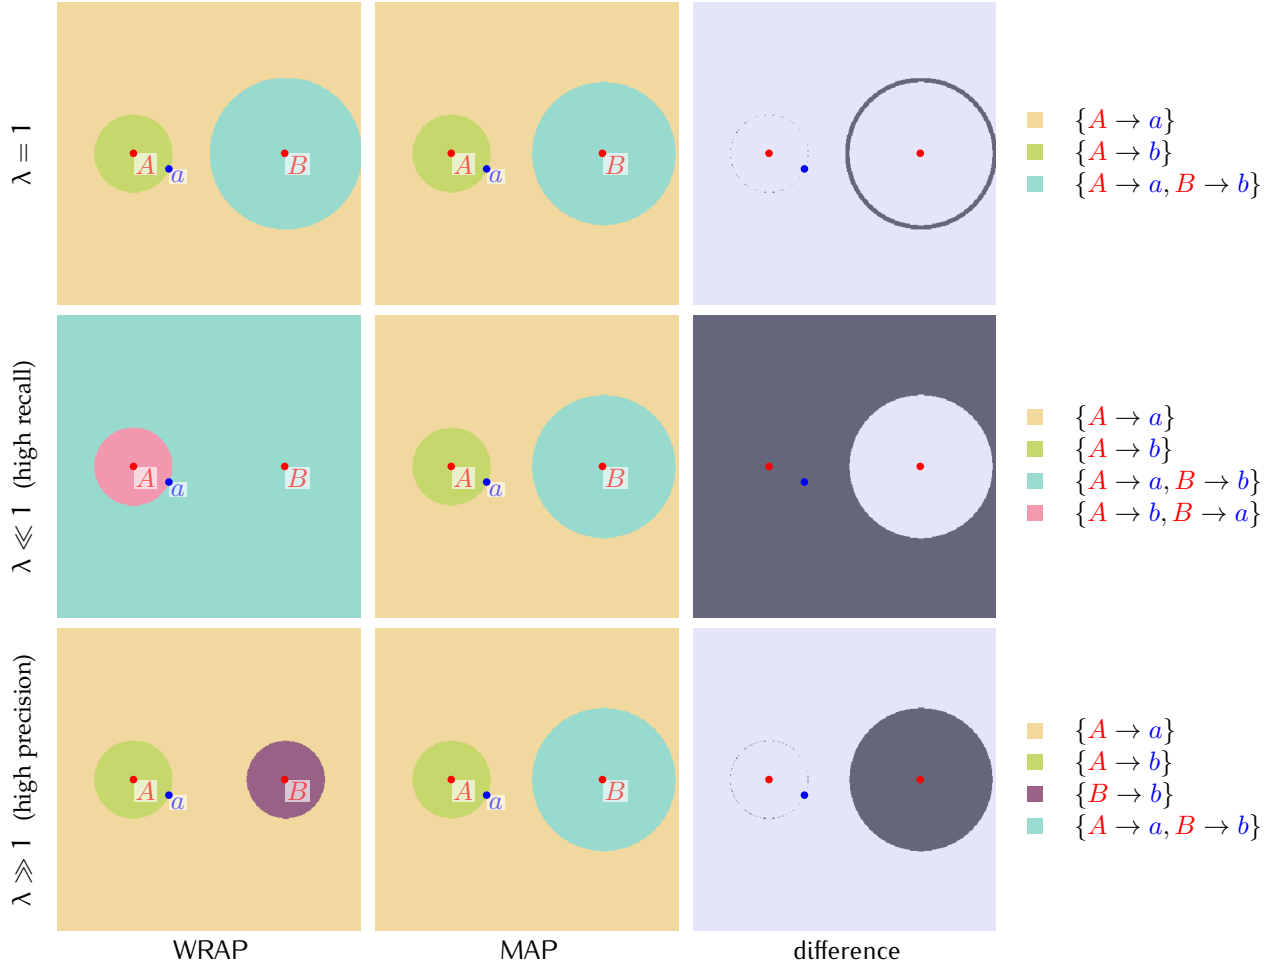 λ = 1
A
a
B
A
a
B
{A → a}
{A → b}
{A → a, B → b}
λ ≪ 1 (high recall)
A
a
B
A
a
B
{A → a}
{A → b}
{A → a, B → b}
{A → b, B → a}
λ ≫ 1 (high precision)
A
a
B
A
a
B
{A → a}
{A → b}
{B → b}
{A → a, B → b}
WRAP
MAP
difference